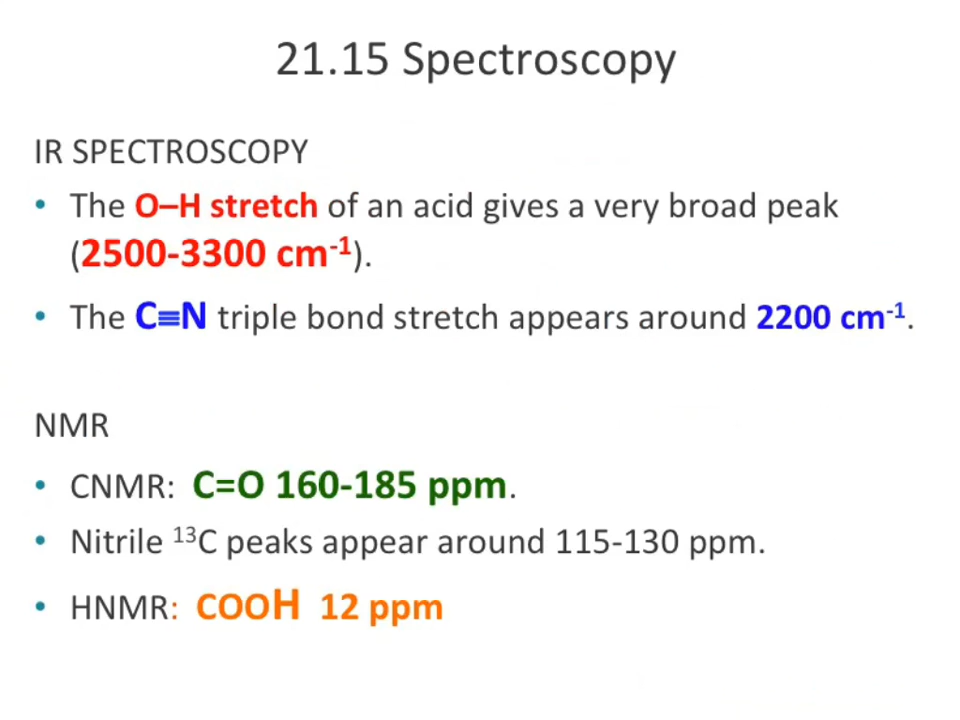 21.15 Spectroscopy
IR SPECTROSCOPY
• The O–H stretch of an acid gives a very broad peak
(2500-3300 cm⁻¹).
• The C≡N triple bond stretch appears around 2200 cm⁻¹.
NMR
• CNMR: C=O 160-185 ppm.
• Nitrile ¹³C peaks appear around 115-130 ppm.
• HNMR: COOH 12 ppm